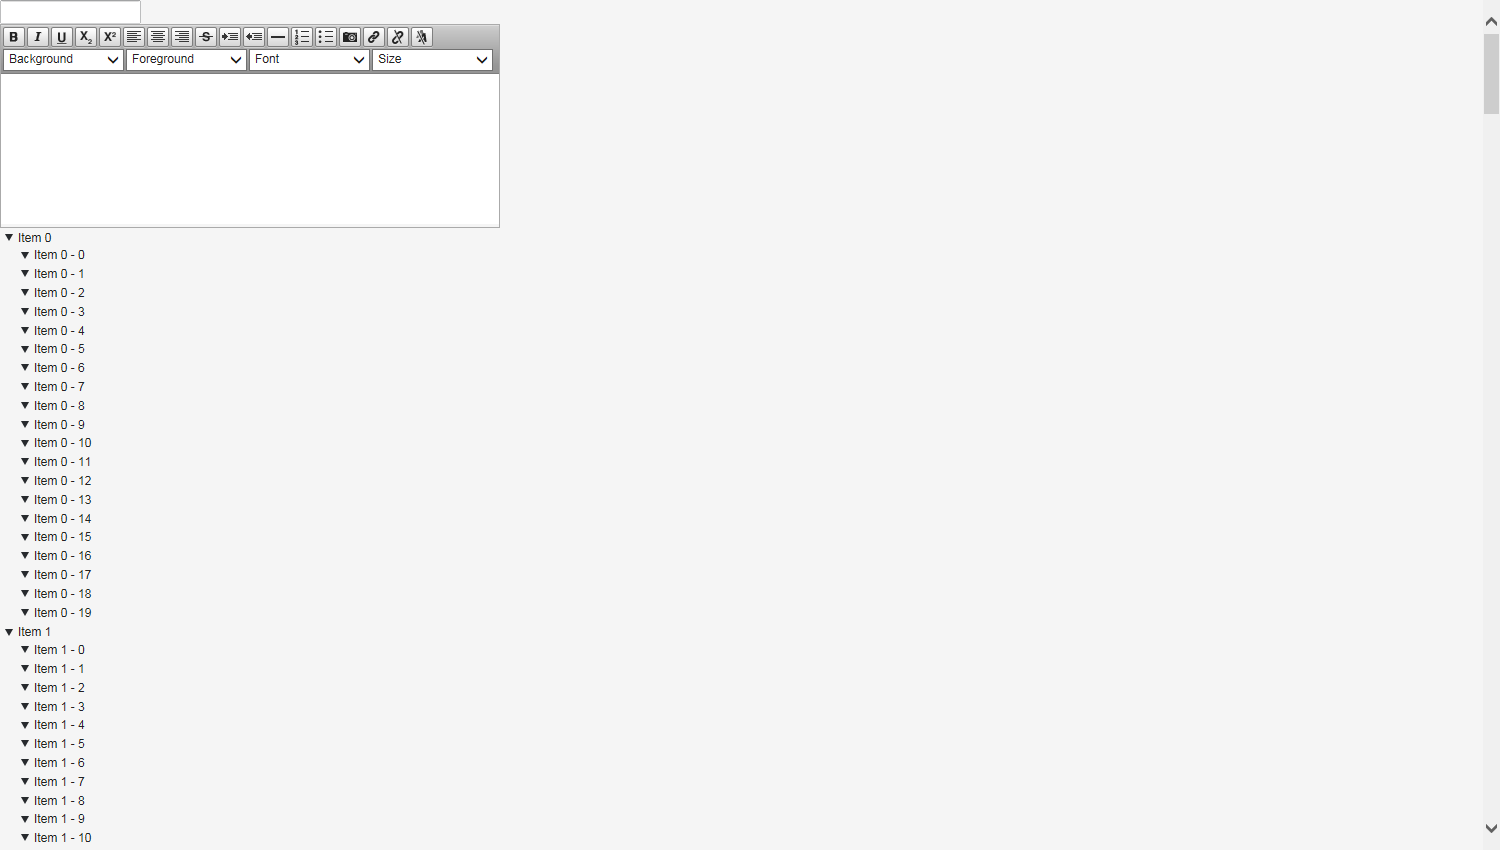 B I U X2 X² S
Background Foreground Font Size
Item 0
Item 0 - 0
Item 0 - 1
Item 0 - 2
Item 0 - 3
Item 0 - 4
Item 0 - 5
Item 0 - 6
Item 0 - 7
Item 0 - 8
Item 0 - 9
Item 0 - 10
Item 0 - 11
Item 0 - 12
Item 0 - 13
Item 0 - 14
Item 0 - 15
Item 0 - 16
Item 0 - 17
Item 0 - 18
Item 0 - 19
Item 1
Item 1 - 0
Item 1 - 1
Item 1 - 2
Item 1 - 3
Item 1 - 4
Item 1 - 5
Item 1 - 6
Item 1 - 7
Item 1 - 8
Item 1 - 9
Item 1 - 10